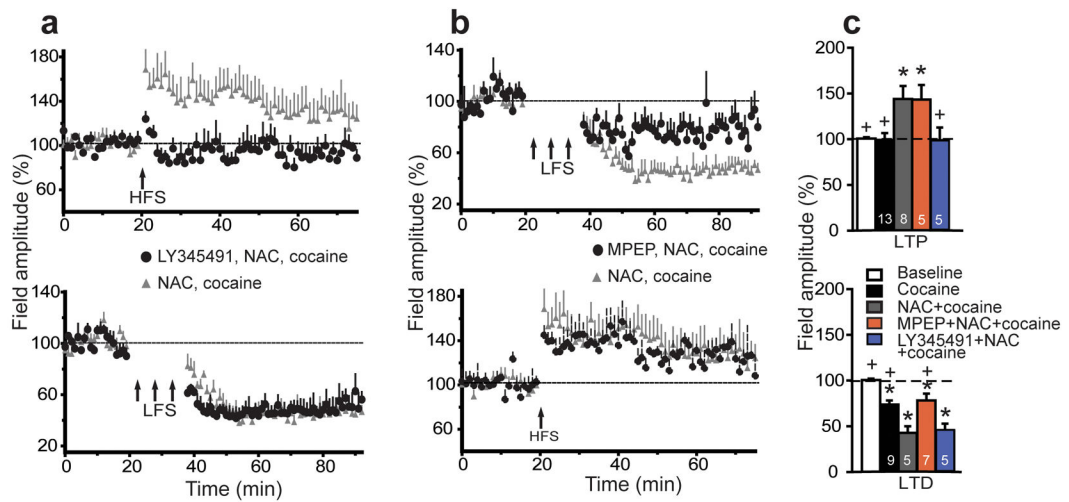 a
180
140
100
60
0
20
40
60
HFS
Field amplitude (%)
LY345491, NAC, cocaine
NAC, cocaine
140
100
60
20
0
20
40
60
80
LFS
Time (min)
b
140
100
80
40
20
0
20
40
60
80
LFS
Field amplitude (%)
MPEP, NAC, cocaine
NAC, cocaine
180
140
100
60
0
20
40
60
HFS
Time (min)
c
200
150
100
50
0
+
+
*
*
+
13
8
5
5
LTP
Field amplitude (%)
Baseline
Cocaine
NAC+cocaine
MPEP+NAC+cocaine
LY345491+NAC
+cocaine
200
150
100
50
0
+
+
*
*
+
*
*
9
5
7
5
LTD